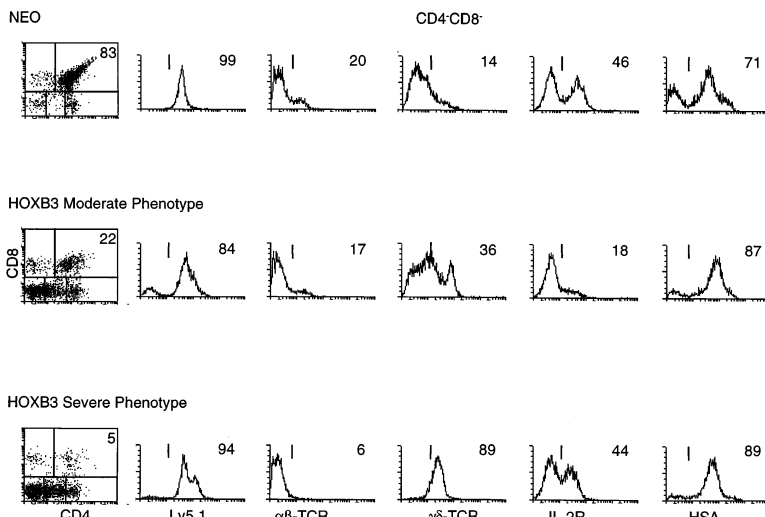 NEO CD4-CD8-
83 99 20 14 46 71
HOXB3 Moderate Phenotype
CD8
22 84 17 36 18 87
HOXB3 Severe Phenotype
5 94 6 89 44 89
CD4 Ly5.1 αβ-TCR γδ-TCR IL-2R HSA